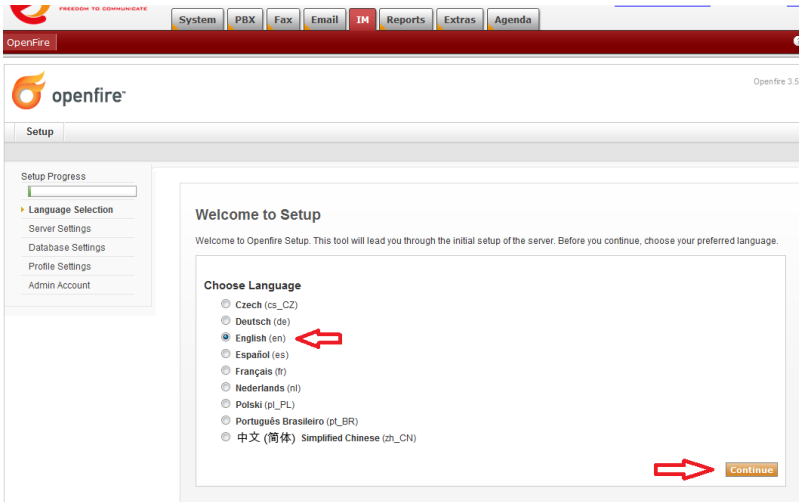 FREEDOM TO COMMUNICATE
System PBX Fax Email IM Reports Extras Agenda
OpenFire
openfire
Openfire 3.5
Setup
Setup Progress
Language Selection
Server Settings
Database Settings
Profile Settings
Admin Account
Welcome to Setup
Welcome to Openfire Setup. This tool will lead you through the initial setup of the server. Before you continue, choose your preferred language.
Choose Language
Czech (cs_CZ)
Deutsch (de)
English (en)
Español (es)
Français (fr)
Nederlands (nl)
Polski (pl_PL)
Português Brasileiro (pt_BR)
中文 (简体) Simplified Chinese (zh_CN)
Continue